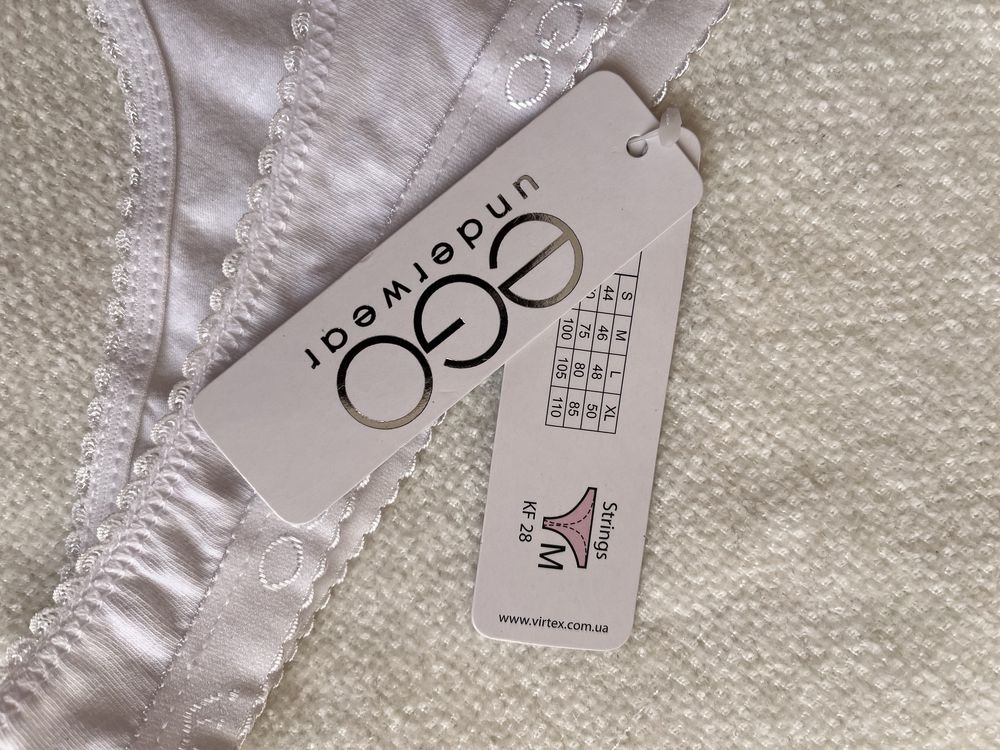 eGO
underwear
S M L XL
44 46 48 50
75 80 85
100 105 110
Strings
M
KF 28
www.virtex.com.ua